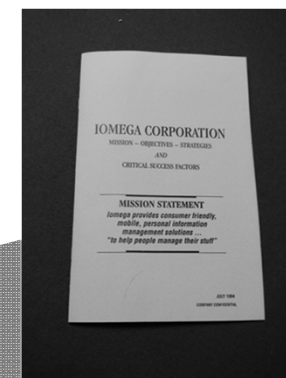 IOMEGA CORPORATION
MISSION – OBJECTIVES – STRATEGIES
AND
CRITICAL SUCCESS FACTORS
MISSION STATEMENT
Iomega provides consumer friendly,
mobile, personal information
management solutions ...
"to help people manage their stuff"
JULY 1994
COMPANY CONFIDENTIAL